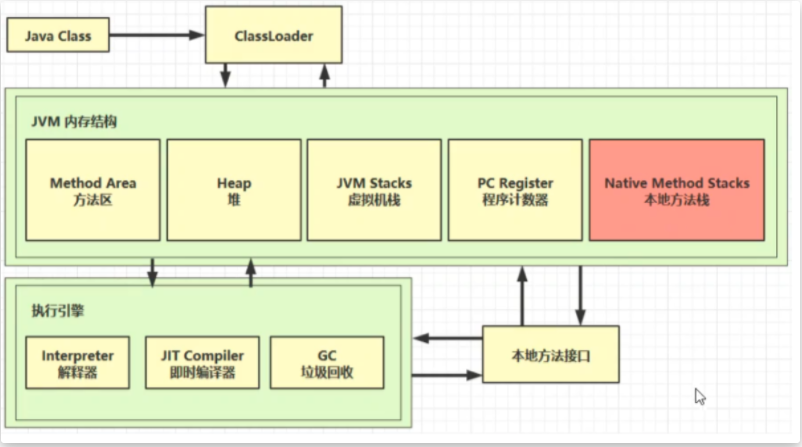 Java Class
ClassLoader
JVM 内存结构
Method Area
方法区
Heap
堆
JVM Stacks
虚拟机栈
PC Register
程序计数器
Native Method Stacks
本地方法栈
执行引擎
Interpreter
解释器
JIT Compiler
即时编译器
GC
垃圾回收
本地方法接口